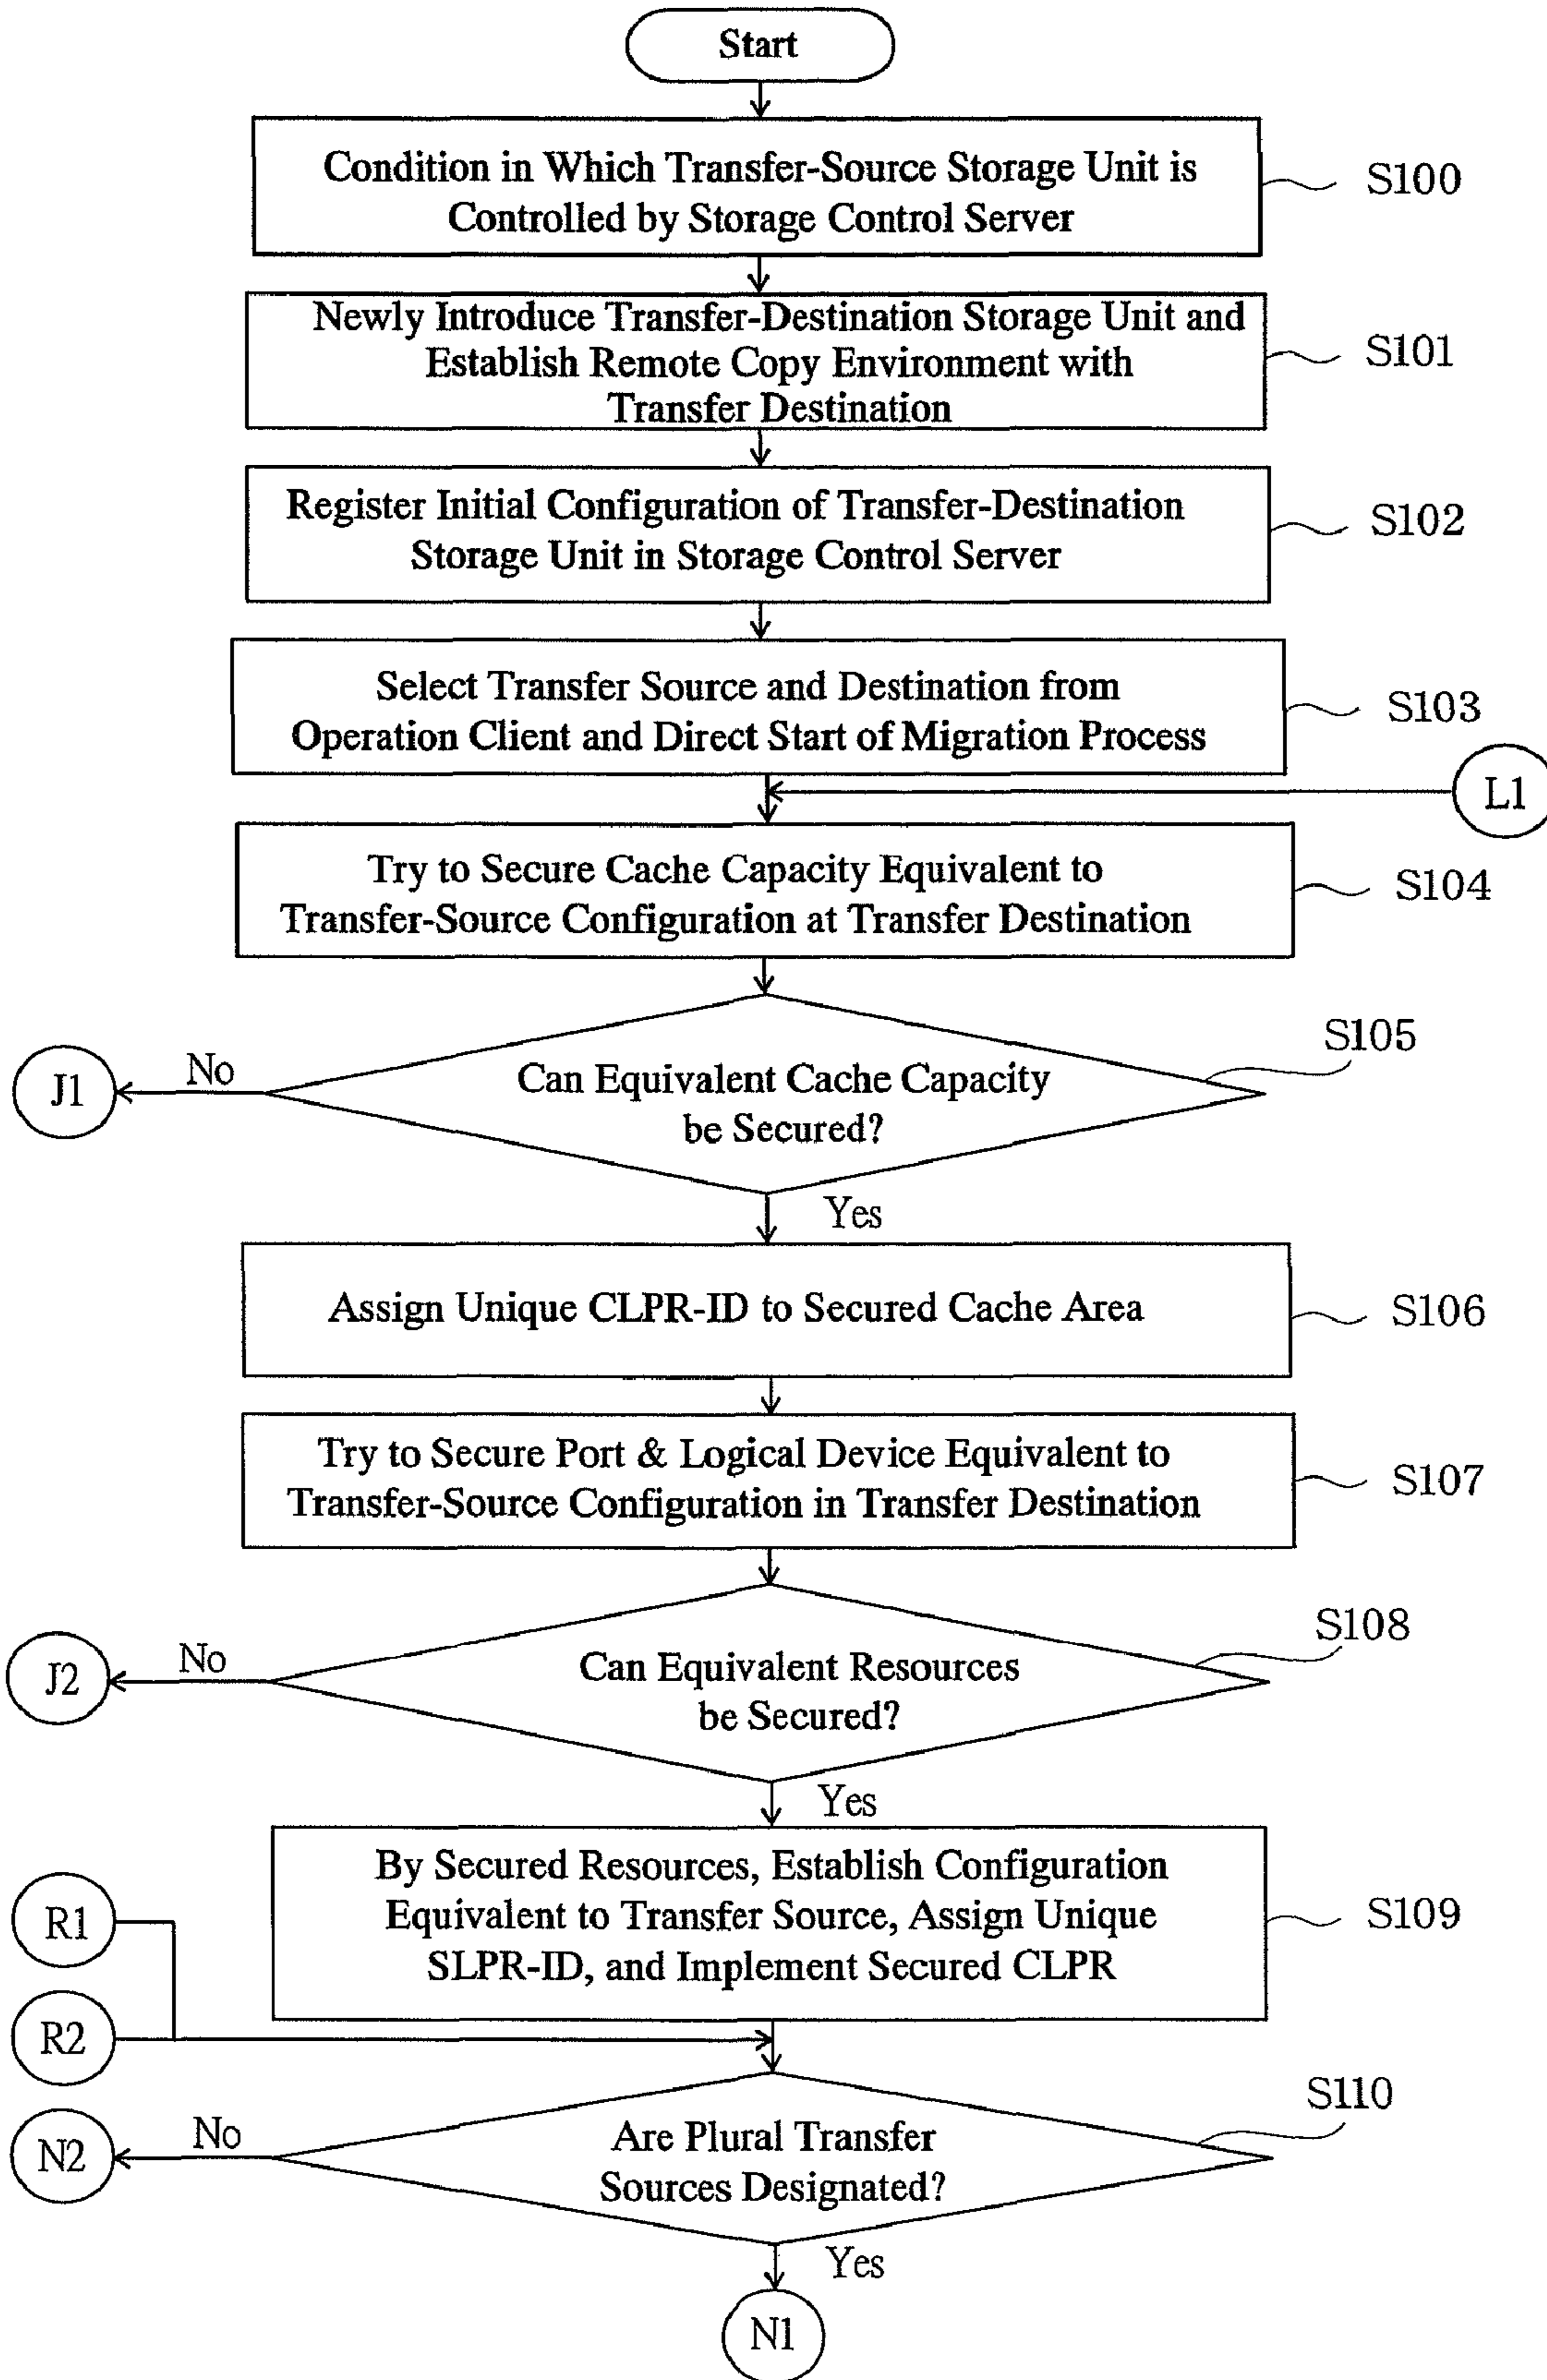 Start
Condition in Which Transfer-Source Storage Unit is
Controlled by Storage Control Server
S100
Newly Introduce Transfer-Destination Storage Unit and
Establish Remote Copy Environment with
Transfer Destination
S101
Register Initial Configuration of Transfer-Destination
Storage Unit in Storage Control Server
S102
Select Transfer Source and Destination from
Operation Client and Direct Start of Migration Process
S103
L1
Try to Secure Cache Capacity Equivalent to
Transfer-Source Configuration at Transfer Destination
S104
S105
J1
No
Can Equivalent Cache Capacity
be Secured?
Yes
Assign Unique CLPR-ID to Secured Cache Area
S106
Try to Secure Port & Logical Device Equivalent to
Transfer-Source Configuration in Transfer Destination
S107
S108
J2
No
Can Equivalent Resources
be Secured?
Yes
By Secured Resources, Establish Configuration
Equivalent to Transfer Source, Assign Unique
SLPR-ID, and Implement Secured CLPR
S109
R1
R2
S110
N2
No
Are Plural Transfer
Sources Designated?
Yes
N1